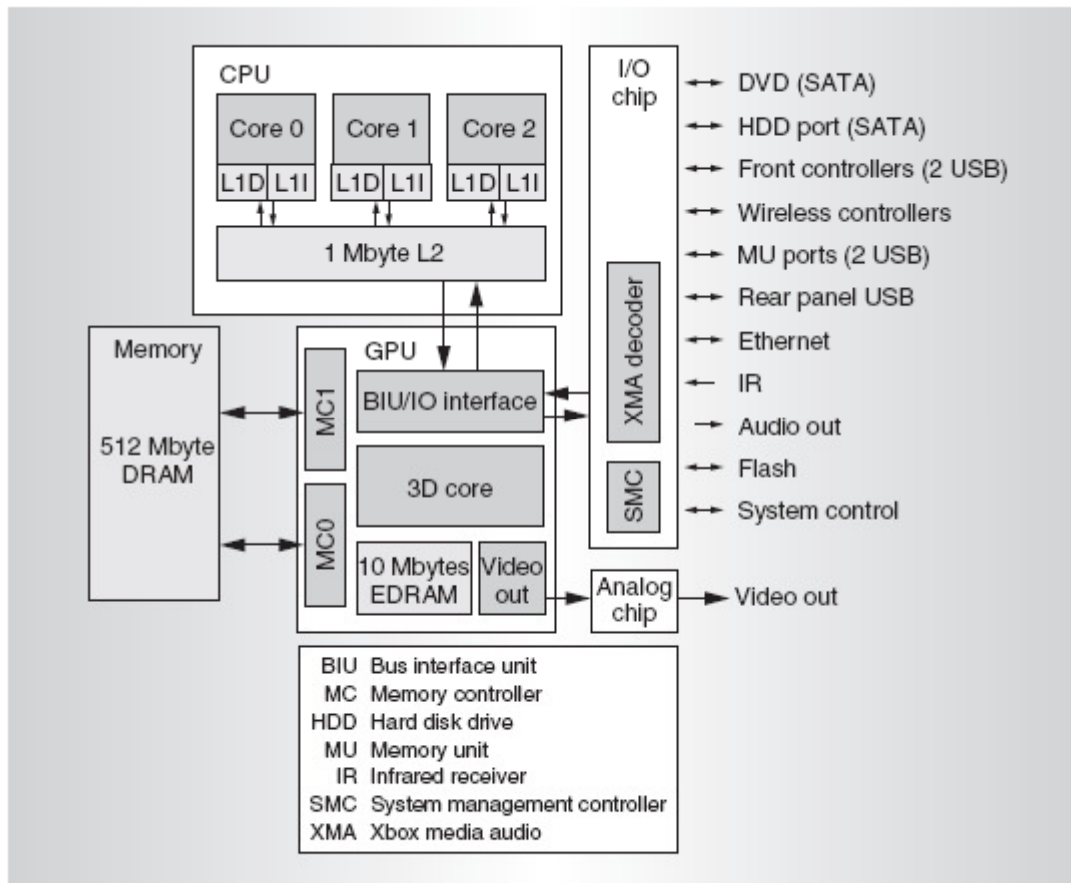 CPU
Core 0
Core 1
Core 2
L1D
L1I
L1D
L1I
L1D
L1I
1 Mbyte L2
I/O
chip
XMA decoder
SMC
DVD (SATA)
HDD port (SATA)
Front controllers (2 USB)
Wireless controllers
MU ports (2 USB)
Rear panel USB
Ethernet
IR
Audio out
Flash
System control
Memory
512 Mbyte
DRAM
GPU
MC1
MC0
BIU/IO interface
3D core
10 Mbytes
EDRAM
Video
out
Analog
chip
Video out
BIU Bus interface unit
MC Memory controller
HDD Hard disk drive
MU Memory unit
IR Infrared receiver
SMC System management controller
XMA Xbox media audio